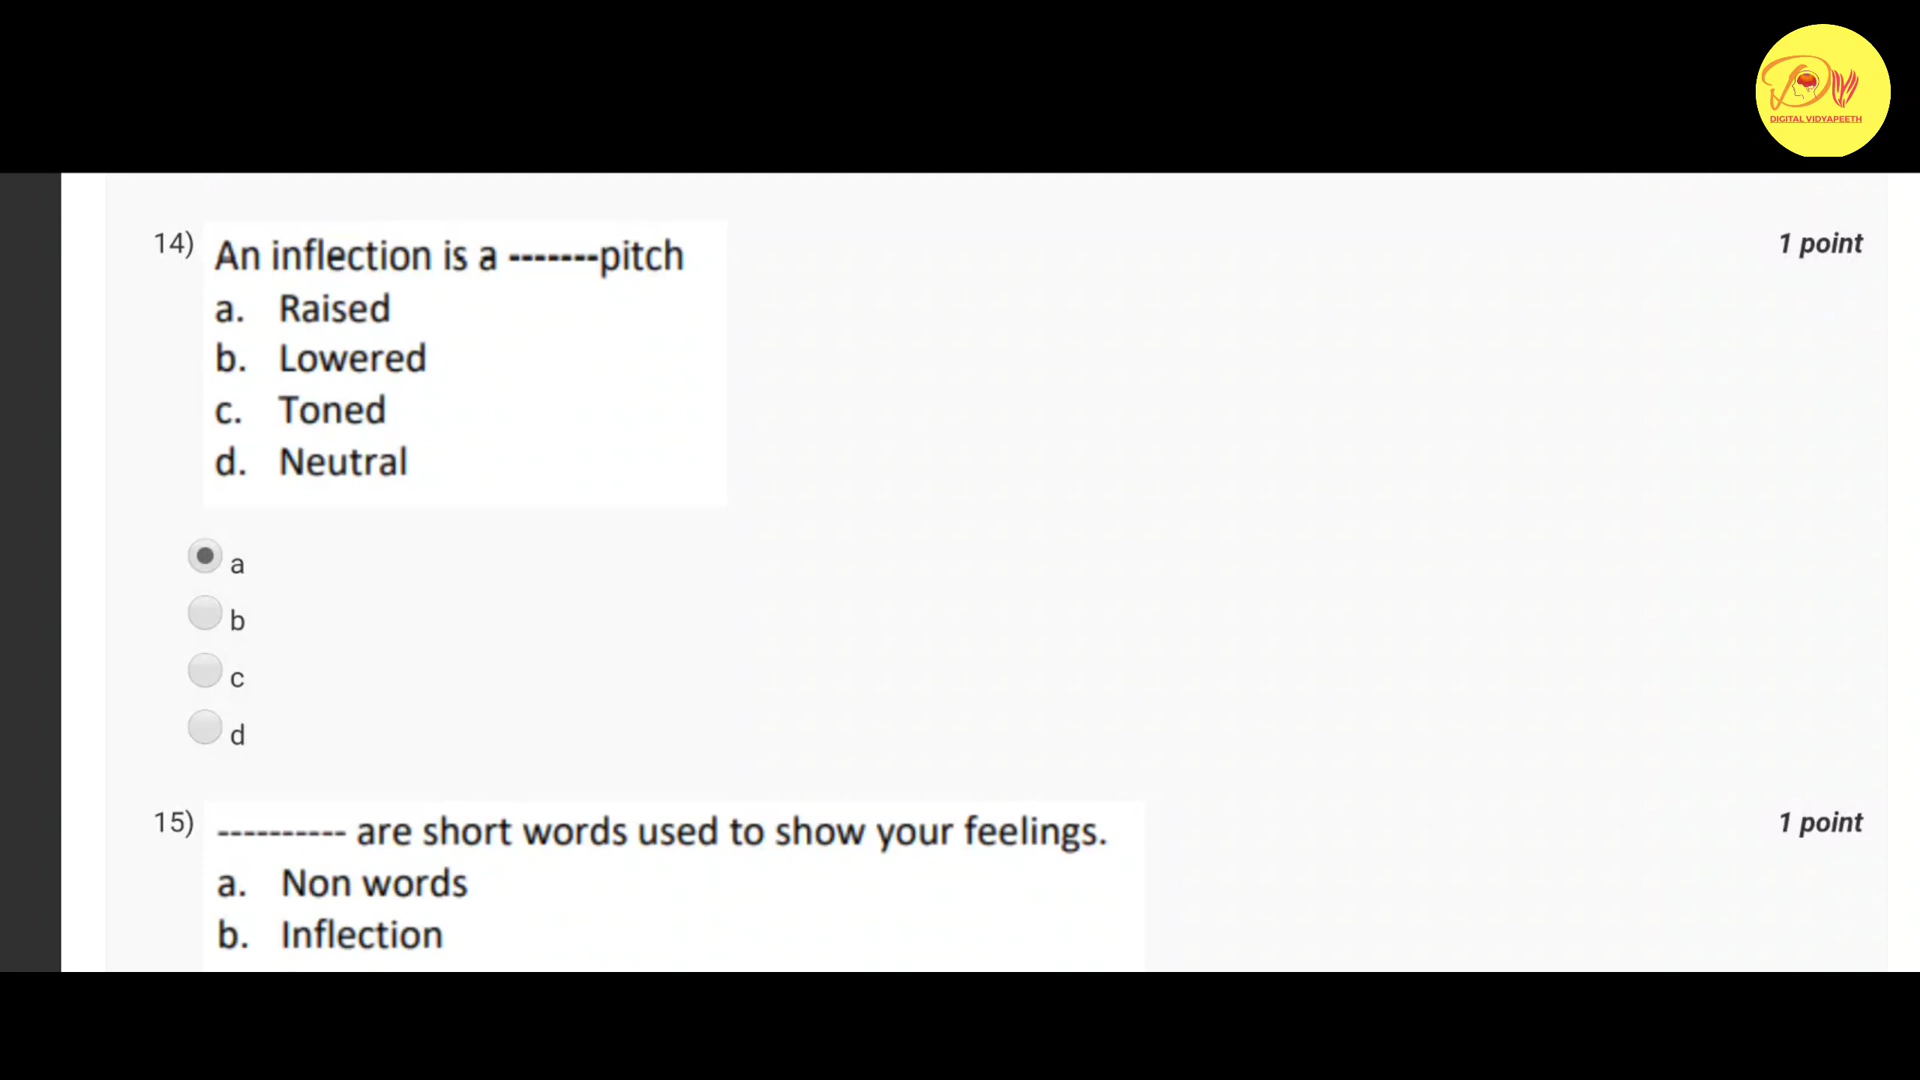 DV
DIGITAL VIDYAPEETH
14) An inflection is a -------pitch 1 point
a. Raised
b. Lowered
c. Toned
d. Neutral
a
b
c
d
15) ---------- are short words used to show your feelings. 1 point
a. Non words
b. Inflection